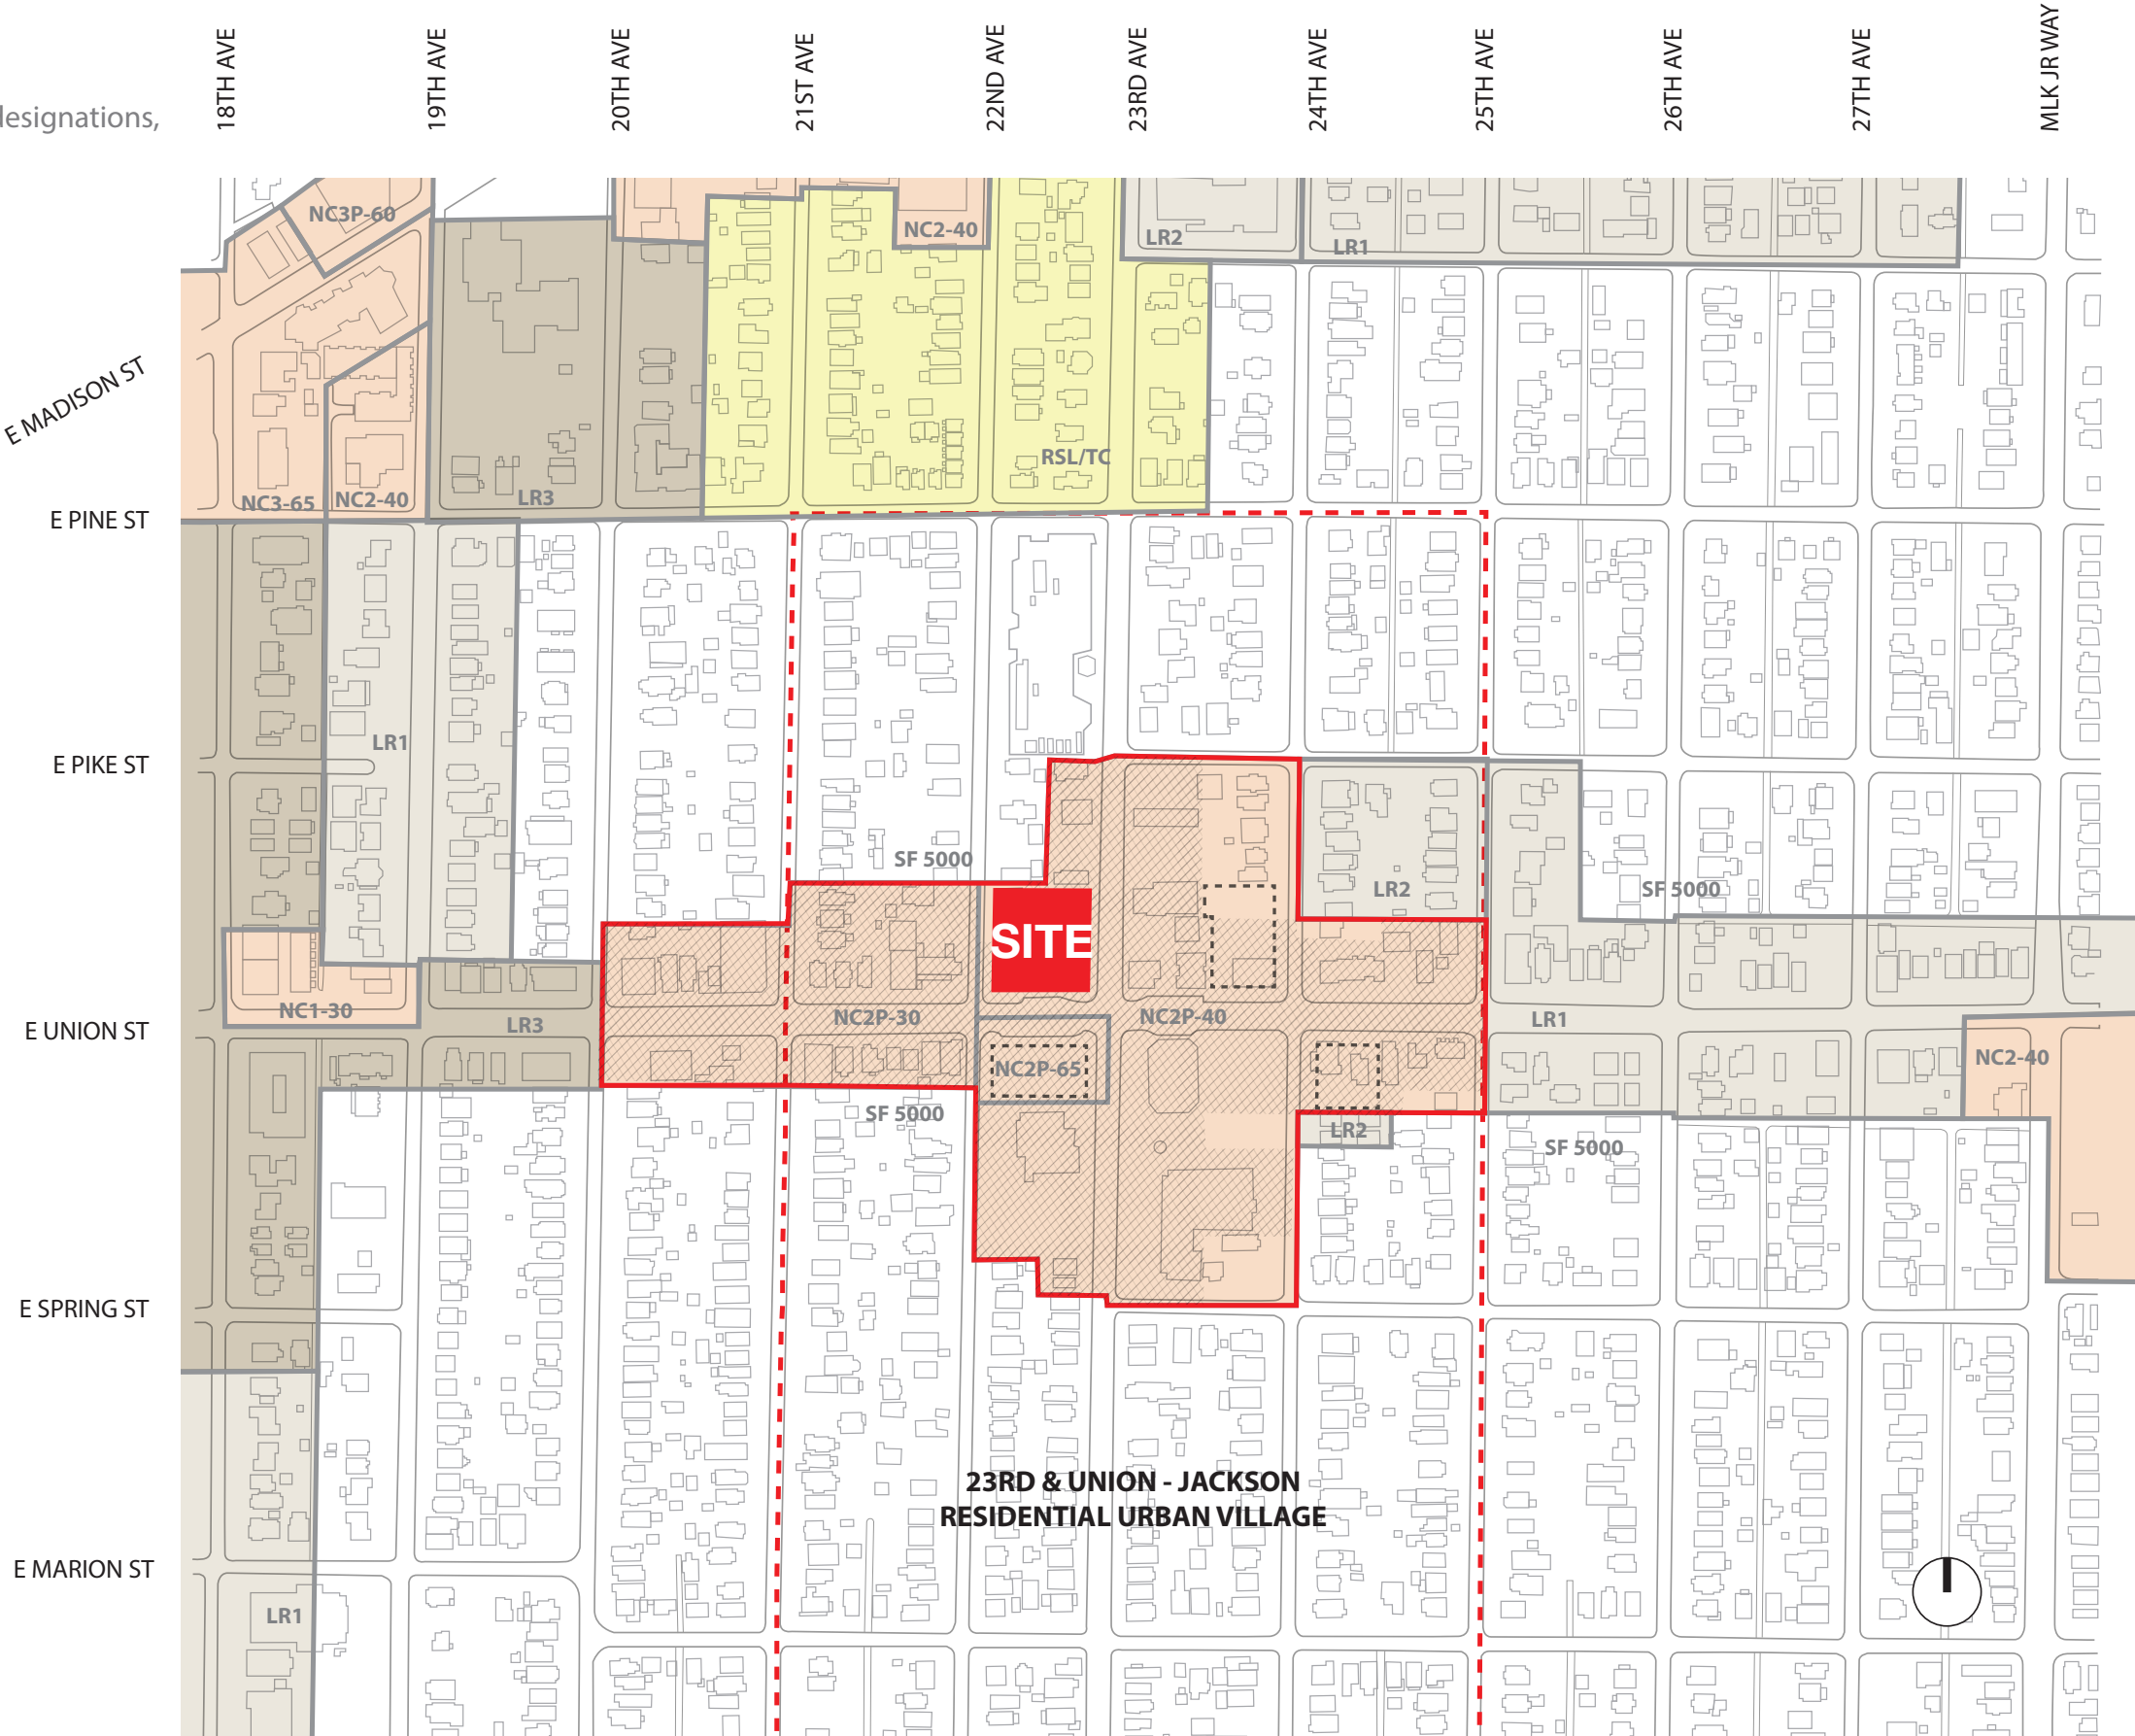 18TH AVE
19TH AVE
20TH AVE
21ST AVE
22ND AVE
23RD AVE
24TH AVE
25TH AVE
26TH AVE
27TH AVE
MLK JR WAY
designations,
NC3P-60
NC2-40
LR2
LR1
E MADISON ST
RSL/TC
NC3-65
NC2-40
LR3
E PINE ST
LR1
E PIKE ST
SF 5000
LR2
SF 5000
SITE
NC1-30
LR3
NC2P-30
NC2P-40
LR1
E UNION ST
NC2P-65
NC2-40
SF 5000
LR2
SF 5000
E SPRING ST
23RD & UNION - JACKSON
RESIDENTIAL URBAN VILLAGE
E MARION ST
LR1